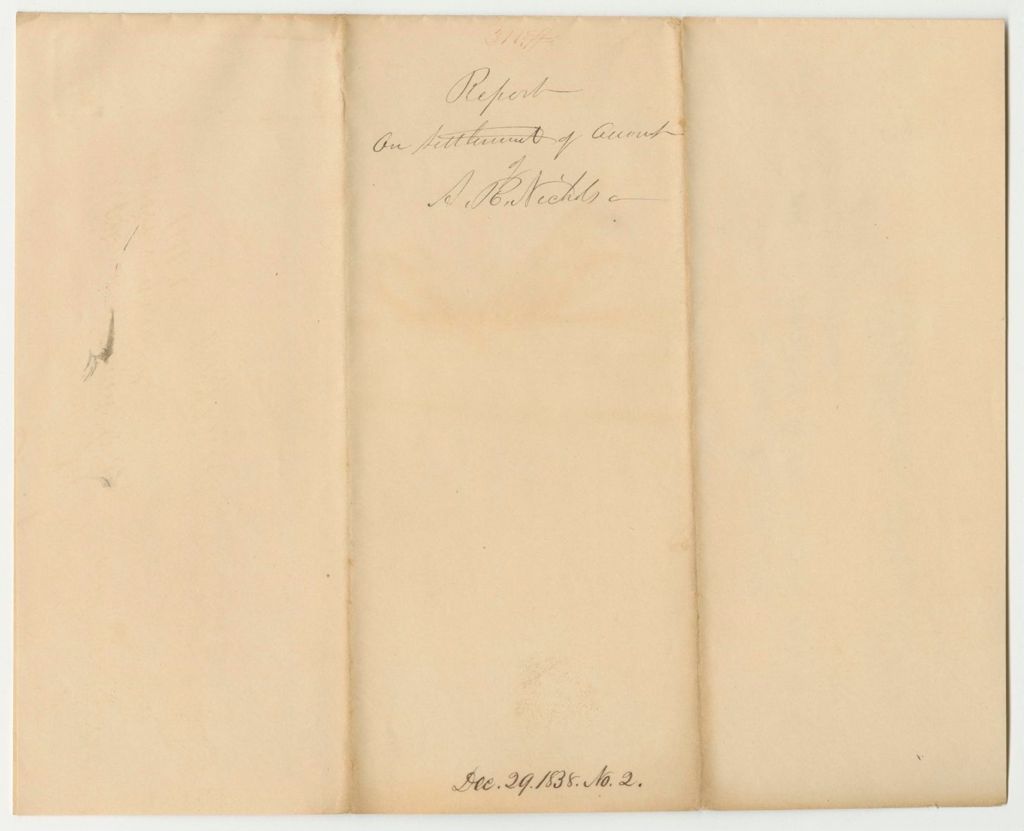 Report
On settlement of Account
of
A. R. Nichols
Dec. 29. 1838. No. 2.